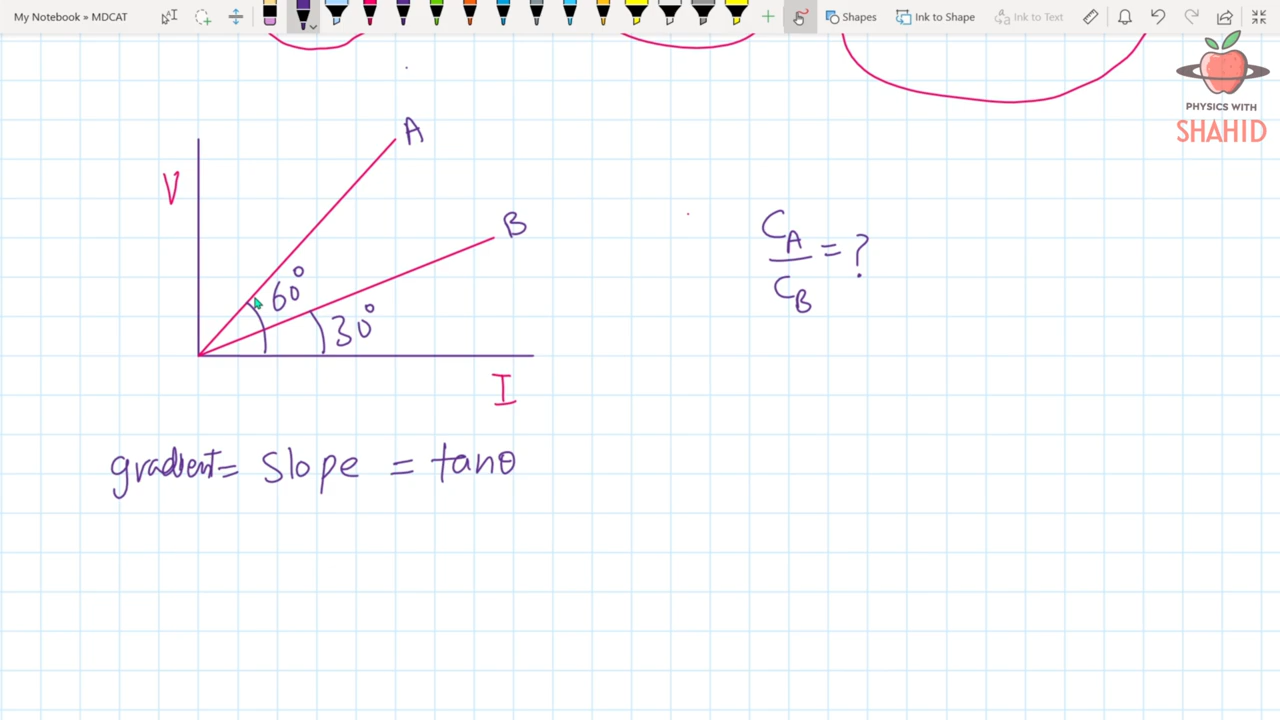 My Notebook » MDCAT
Shapes
Ink to Shape
Ink to Text
PHYSICS WITH
SHAHID
A
V
B
60°
30°
I
C_A/C_B = ?
gradient = slope = tanθ